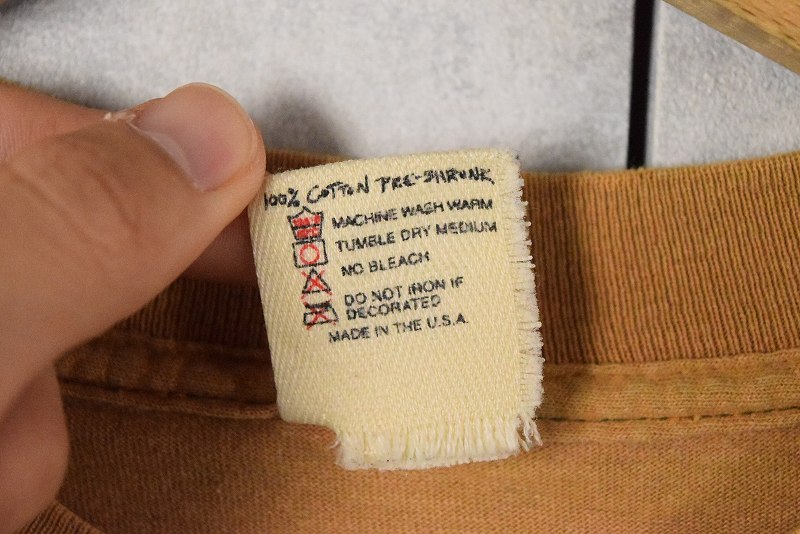 100% COTTON PRE-SHRUNK
MACHINE WASH WARM
TUMBLE DRY MEDIUM
NO BLEACH
DO NOT IRON IF
DECORATED
MADE IN THE U.S.A.